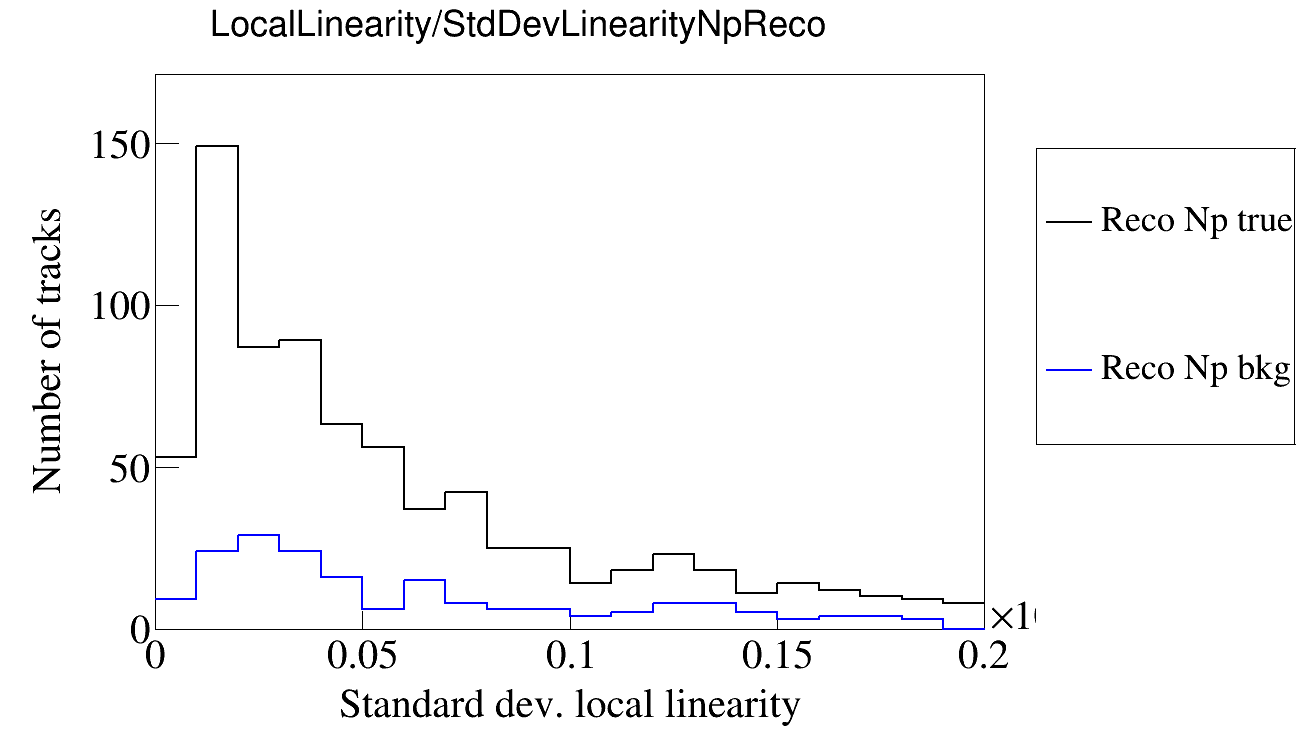 LocalLinearity/StdDevLinearityNpReco
150
100
50
0
Number of tracks
0 0.05 0.1 0.15 0.2
Standard dev. local linearity
Reco Np true
Reco Np bkg